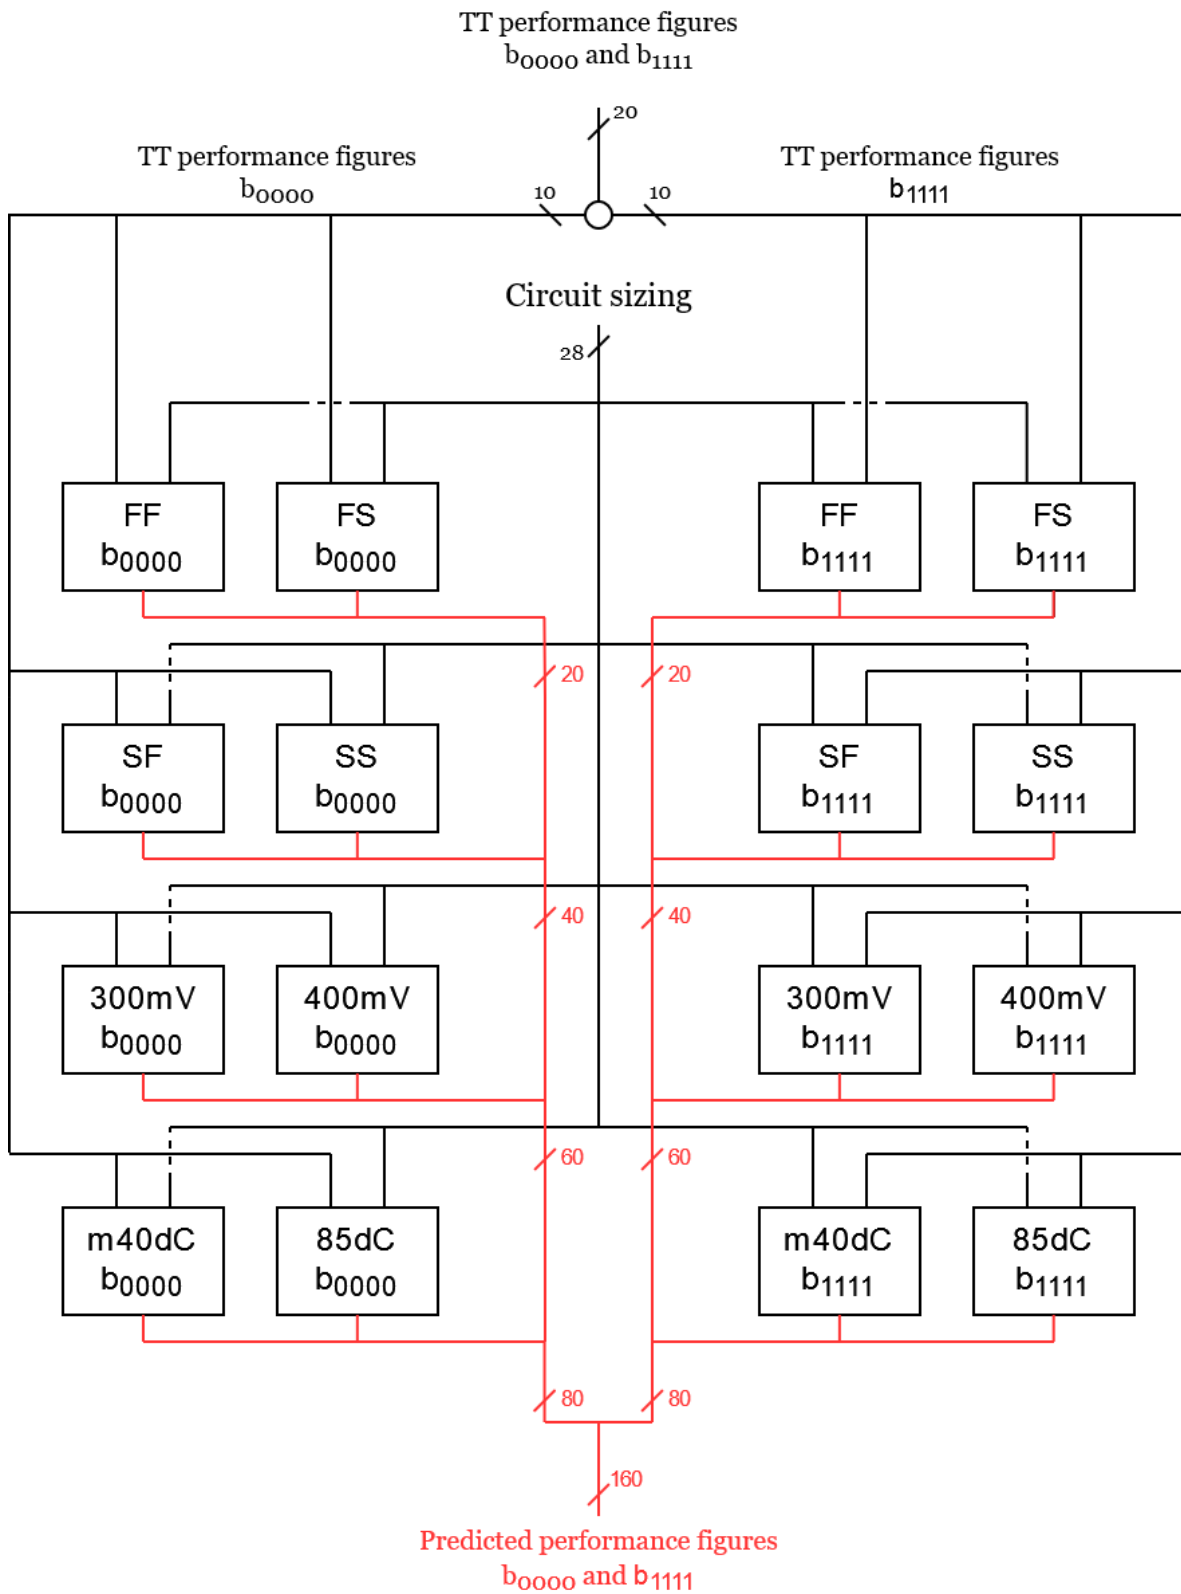 TT performance figures
b0000 and b1111
20
TT performance figures
b0000
TT performance figures
b1111
10
10
Circuit sizing
28
FF
b0000
FS
b0000
FF
b1111
FS
b1111
20
20
SF
b0000
SS
b0000
SF
b1111
SS
b1111
40
40
300mV
b0000
400mV
b0000
300mV
b1111
400mV
b1111
60
60
m40dC
b0000
85dC
b0000
m40dC
b1111
85dC
b1111
80
80
160
Predicted performance figures
b0000 and b1111